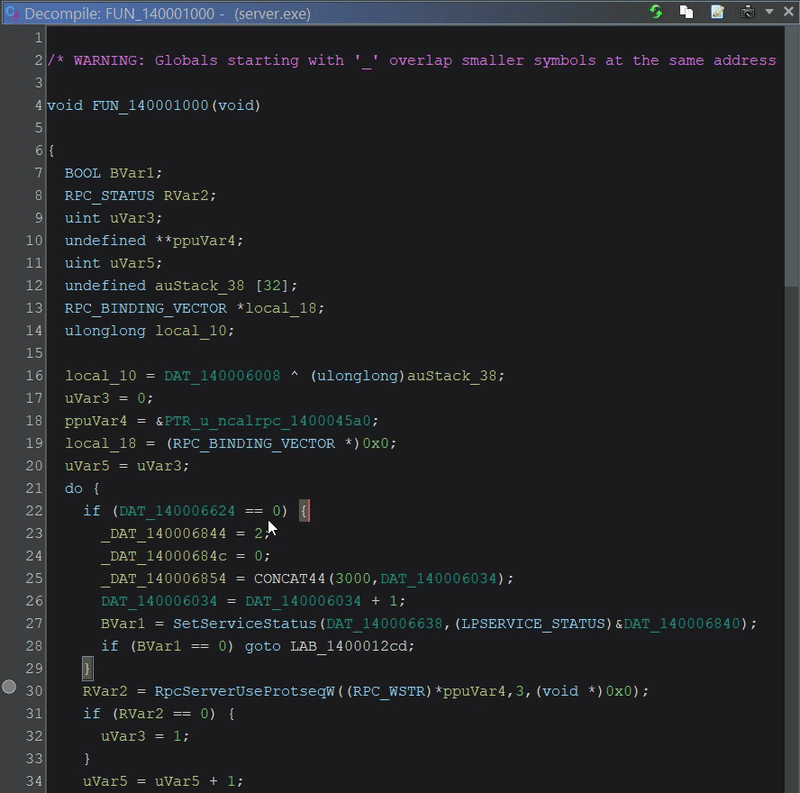 Decompile: FUN_140001000 - (server.exe)
1
2 /* WARNING: Globals starting with '_' overlap smaller symbols at the same address
3
4 void FUN_140001000(void)
5
6 {
7 BOOL BVar1;
8 RPC_STATUS RVar2;
9 uint uVar3;
10 undefined **ppuVar4;
11 uint uVar5;
12 undefined auStack_38 [32];
13 RPC_BINDING_VECTOR *local_18;
14 ulonglong local_10;
15
16 local_10 = DAT_140006008 ^ (ulonglong)auStack_38;
17 uVar3 = 0;
18 ppuVar4 = &PTR_u_ncalrpc_1400045a0;
19 local_18 = (RPC_BINDING_VECTOR *)0x0;
20 uVar5 = uVar3;
21 do {
22 if (DAT_140006624 == 0) {
23 _DAT_140006844 = 2;
24 _DAT_14000684c = 0;
25 _DAT_140006854 = CONCAT44(3000,DAT_140006034);
26 DAT_140006034 = DAT_140006034 + 1;
27 BVar1 = SetServiceStatus(DAT_140006638,(LPSERVICE_STATUS)&DAT_140006840);
28 if (BVar1 == 0) goto LAB_1400012cd;
29 }
30 RVar2 = RpcServerUseProtseqW((RPC_WSTR)*ppuVar4,3,(void *)0x0);
31 if (RVar2 == 0) {
32 uVar3 = 1;
33 }
34 uVar5 = uVar5 + 1;